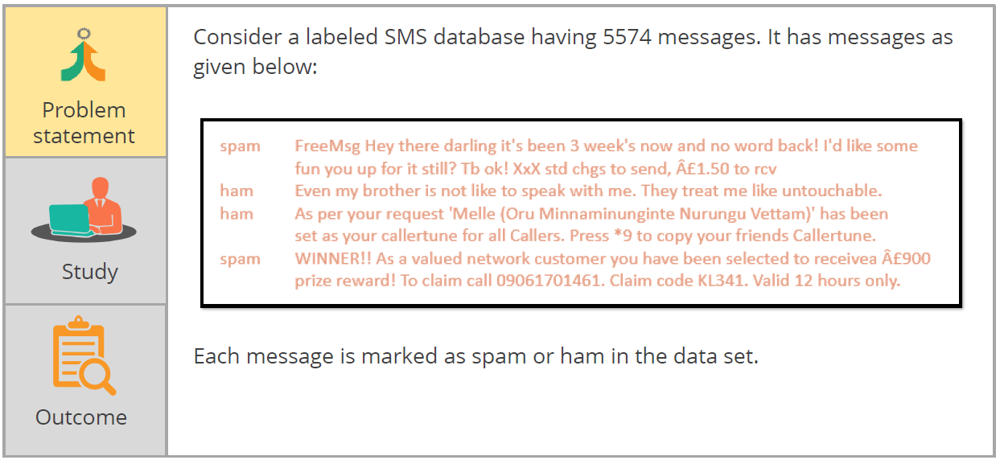 Problem
statement
Study
Outcome
Consider a labeled SMS database having 5574 messages. It has messages as
given below:
spam FreeMsg Hey there darling it's been 3 week's now and no word back! I'd like some
fun you up for it still? Tb ok! XxX std chgs to send, Â£1.50 to rcv
ham Even my brother is not like to speak with me. They treat me like untouchable.
ham As per your request 'Melle (Oru Minnaminunginte Nurungu Vettam)' has been
set as your callertune for all Callers. Press *9 to copy your friends Callertune.
spam WINNER!! As a valued network customer you have been selected to receivea Â£900
prize reward! To claim call 09061701461. Claim code KL341. Valid 12 hours only.
Each message is marked as spam or ham in the data set.